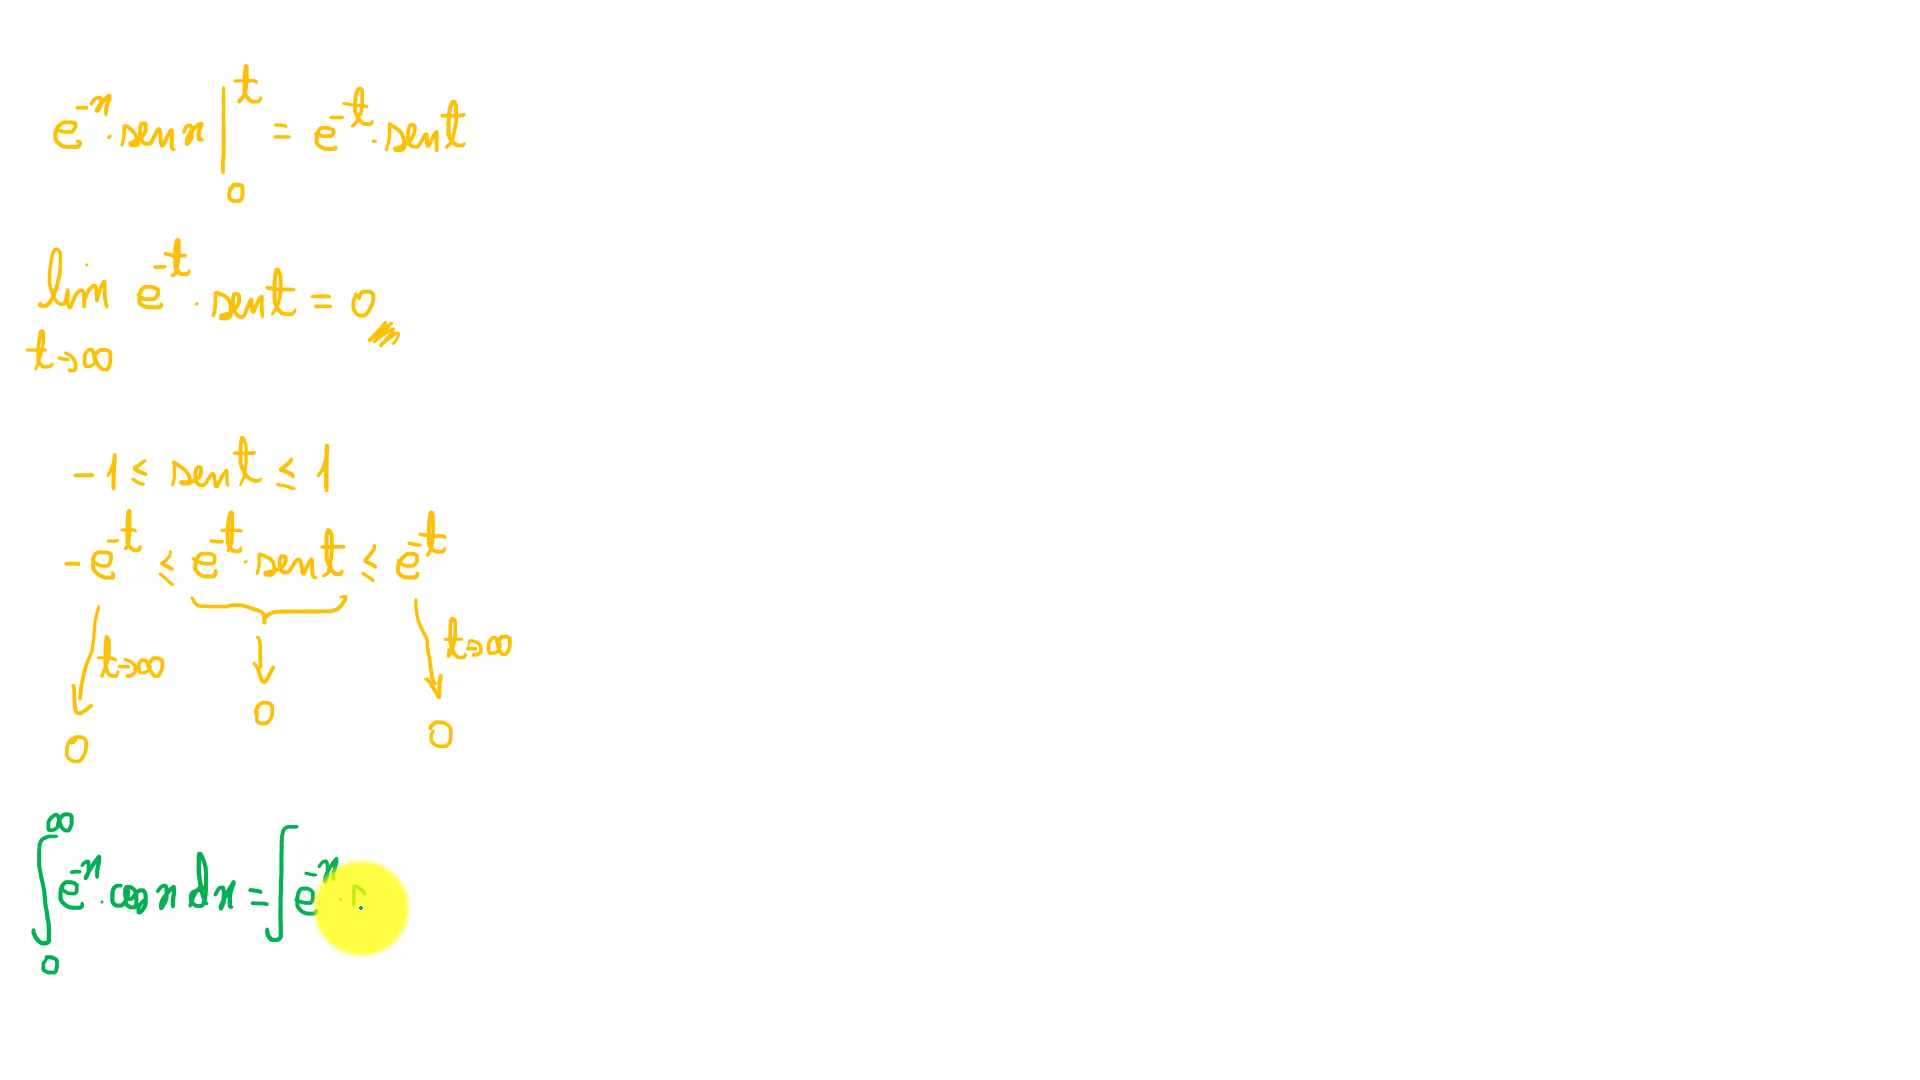 e^{-x} · sen x |_0^t = e^{-t} · sen t
lim_{t→∞} e^{-t} · sen t = 0
-1 ≤ sen t ≤ 1
-e^{-t} ≤ e^{-t} · sen t ≤ e^{-t}
t→∞ t→∞
0 0 0
∫_0^∞ e^{-x} · cos x dx = ∫ e^{-x} ·